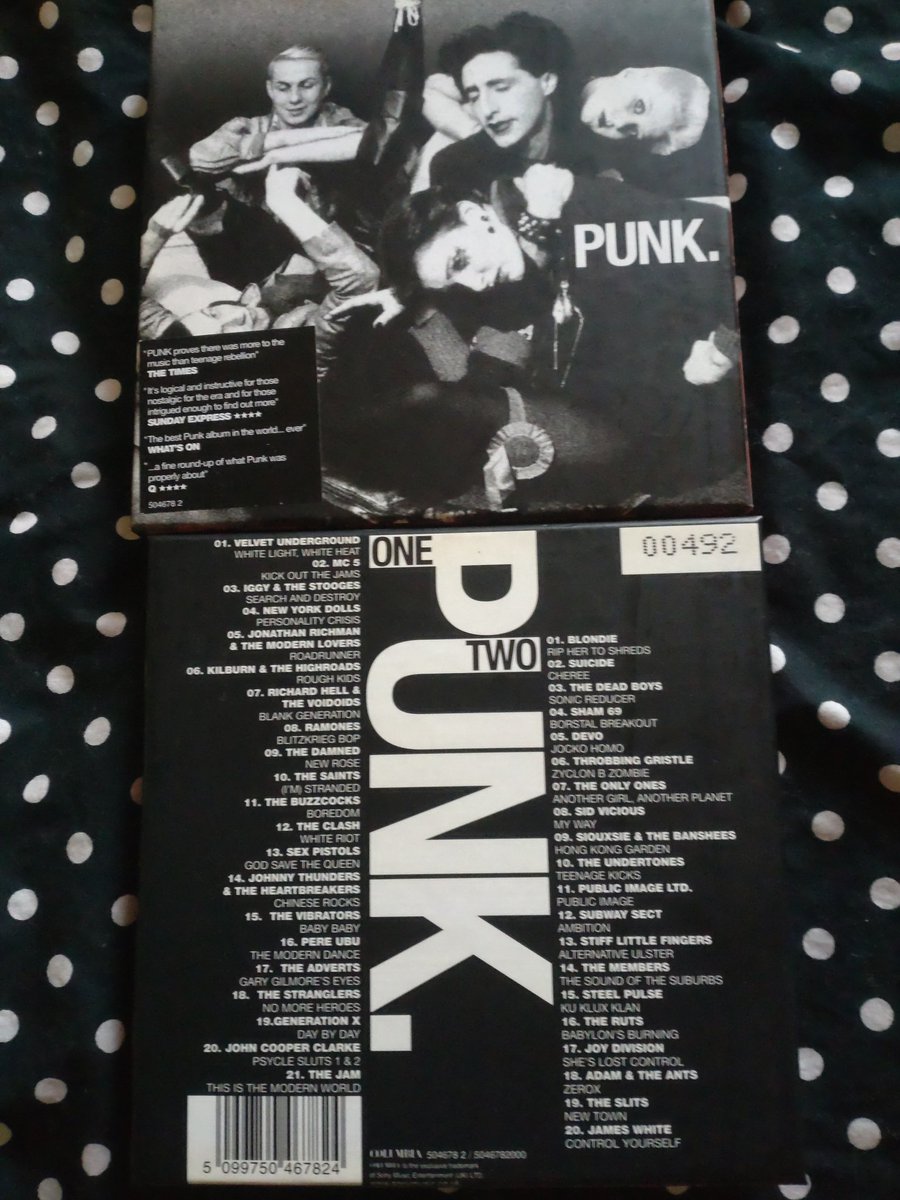 PUNK.
"PUNK proves there was more to the
music than teenage rebellion"
THE TIMES
"It's logical and instructive for those
nostalgic for the era and for those
intrigued enough to find out more"
SUNDAY EXPRESS ★★★★
"The best Punk album in the world... ever"
WHAT'S ON
"...a fine round-up of what Punk was
properly about"
Q ★★★★
504678 2
ONE
01. VELVET UNDERGROUND
WHITE LIGHT, WHITE HEAT
02. MC 5
KICK OUT THE JAMS
03. IGGY & THE STOOGES
SEARCH AND DESTROY
04. NEW YORK DOLLS
PERSONALITY CRISIS
05. JONATHAN RICHMAN
& THE MODERN LOVERS
ROADRUNNER
06. KILBURN & THE HIGHROADS
ROUGH KIDS
07. RICHARD HELL &
THE VOIDOIDS
BLANK GENERATION
08. RAMONES
BLITZKRIEG BOP
09. THE DAMNED
NEW ROSE
10. THE SAINTS
(I'M) STRANDED
11. THE BUZZCOCKS
BOREDOM
12. THE CLASH
WHITE RIOT
13. SEX PISTOLS
GOD SAVE THE QUEEN
14. JOHNNY THUNDERS
& THE HEARTBREAKERS
CHINESE ROCKS
15. THE VIBRATORS
BABY BABY
16. PERE UBU
THE MODERN DANCE
17. THE ADVERTS
GARY GILMORE'S EYES
18. THE STRANGLERS
NO MORE HEROES
19.GENERATION X
DAY BY DAY
20. JOHN COOPER CLARKE
PSYCLE SLUTS 1 & 2
21. THE JAM
THIS IS THE MODERN WORLD
5 099750 467824
PUNK.
00492
TWO
01. BLONDIE
RIP HER TO SHREDS
02. SUICIDE
CHEREE
03. THE DEAD BOYS
SONIC REDUCER
04. SHAM 69
BORSTAL BREAKOUT
05. DEVO
JOCKO HOMO
06. THROBBING GRISTLE
ZYCLON B ZOMBIE
07. THE ONLY ONES
ANOTHER GIRL, ANOTHER PLANET
08. SID VICIOUS
MY WAY
09. SIOUXSIE & THE BANSHEES
HONG KONG GARDEN
10. THE UNDERTONES
TEENAGE KICKS
11. PUBLIC IMAGE LTD.
PUBLIC IMAGE
12. SUBWAY SECT
AMBITION
13. STIFF LITTLE FINGERS
ALTERNATIVE ULSTER
14. THE MEMBERS
THE SOUND OF THE SUBURBS
15. STEEL PULSE
KU KLUX KLAN
16. THE RUTS
BABYLON'S BURNING
17. JOY DIVISION
SHE'S LOST CONTROL
18. ADAM & THE ANTS
ZEROX
19. THE SLITS
NEW TOWN
20. JAMES WHITE
CONTROL YOURSELF
COLUMBIA 504678 2 / 5046782000
is the exclusive trademark
of Sony Music Entertainment (UK) LTD.